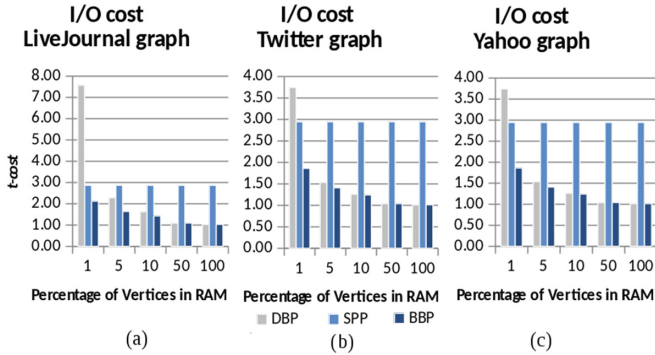 I/O cost
LiveJournal graph
t-cost
8.00
7.00
6.00
5.00
4.00
3.00
2.00
1.00
0.00
1 5 10 50 100
Percentage of Vertices in RAM
(a)
I/O cost
Twitter graph
4.00
3.50
3.00
2.50
2.00
1.50
1.00
0.50
0.00
1 5 10 50 100
Percentage of Vertices in RAM
DBP SPP BBP
(b)
I/O cost
Yahoo graph
4.00
3.50
3.00
2.50
2.00
1.50
1.00
0.50
0.00
1 5 10 50 100
Percentage of Vertices in RAM
(c)